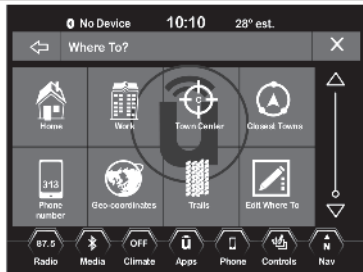 No Device 10:10 28° est.
Where To? X
Home Work Town Center Closest Towns
313
Phone number Geo-coordinates Trails Edit Where To
87.5 OFF ū N
Radio Media Climate Apps Phone Controls Nav